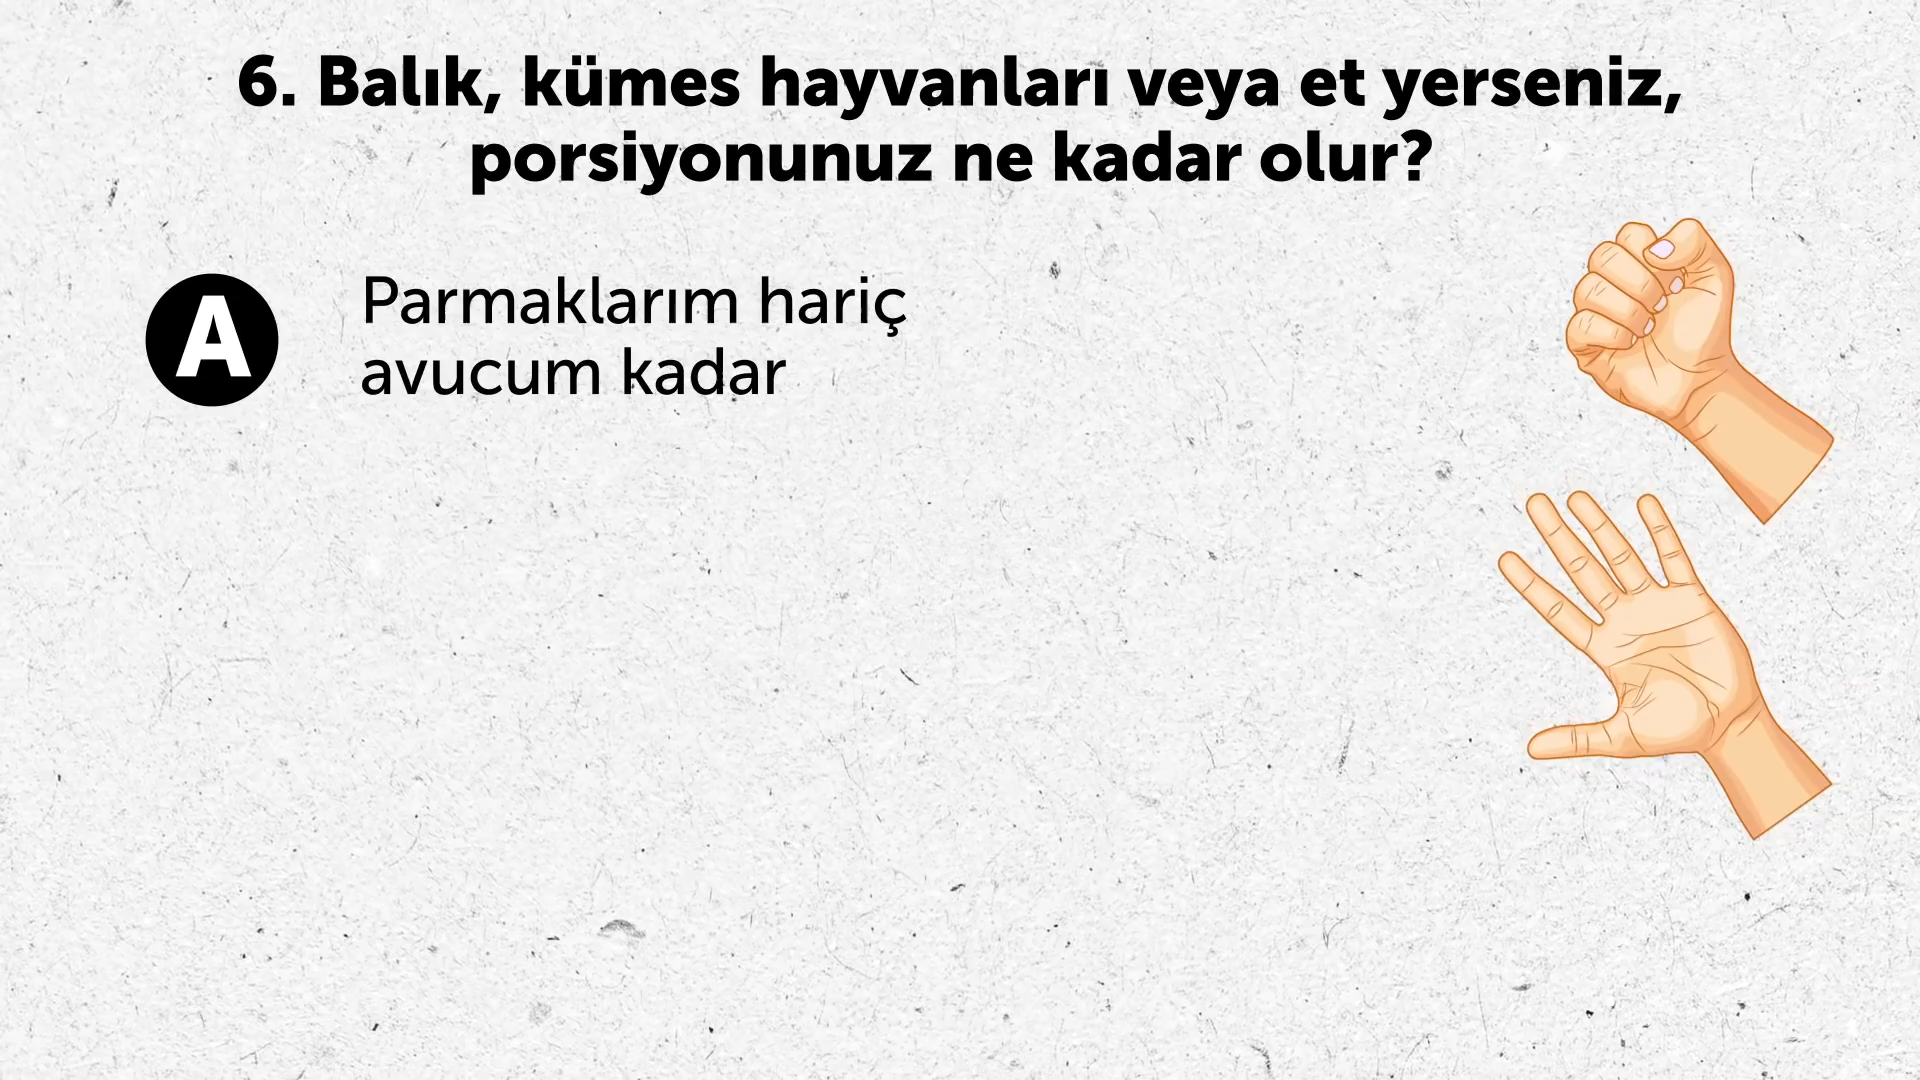 6. Balık, kümes hayvanları veya et yerseniz,
porsiyonunuz ne kadar olur?
A
Parmaklarım hariç
avucum kadar